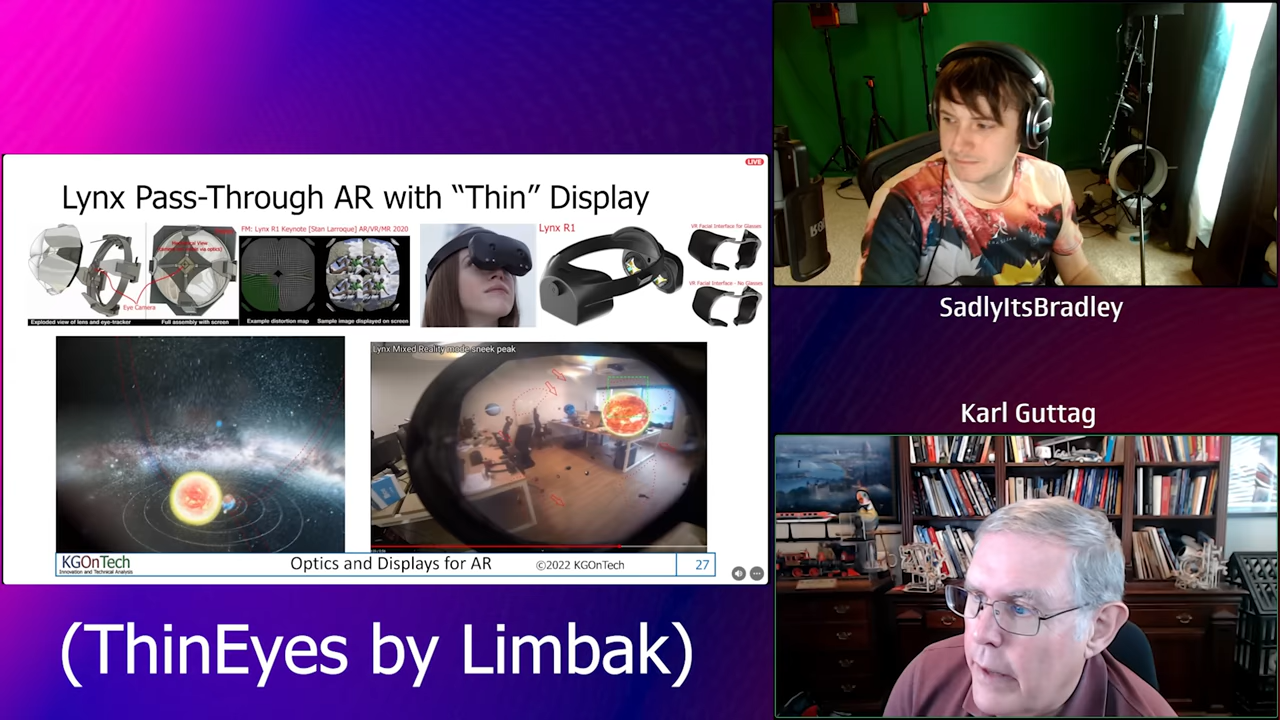 LIVE
Lynx Pass-Through AR with “Thin” Display
FM: Lynx R1 Keynote [Stan Larroque] AR/VR/MR 2020
Lynx R1
VR Facial Interface for Glasses
VR Facial Interface - No Glasses
Eye Camera
Exploded view of lens and eye-tracker
Full assembly with screen
Example distortion map
Sample image displayed on screen
Lynx Mixed Reality mode sneek peak
KGOnTech
Innovation and Technical Analysis
Optics and Displays for AR
©2022 KGOnTech
27
(ThinEyes by Limbak)
SadlyItsBradley
Karl Guttag